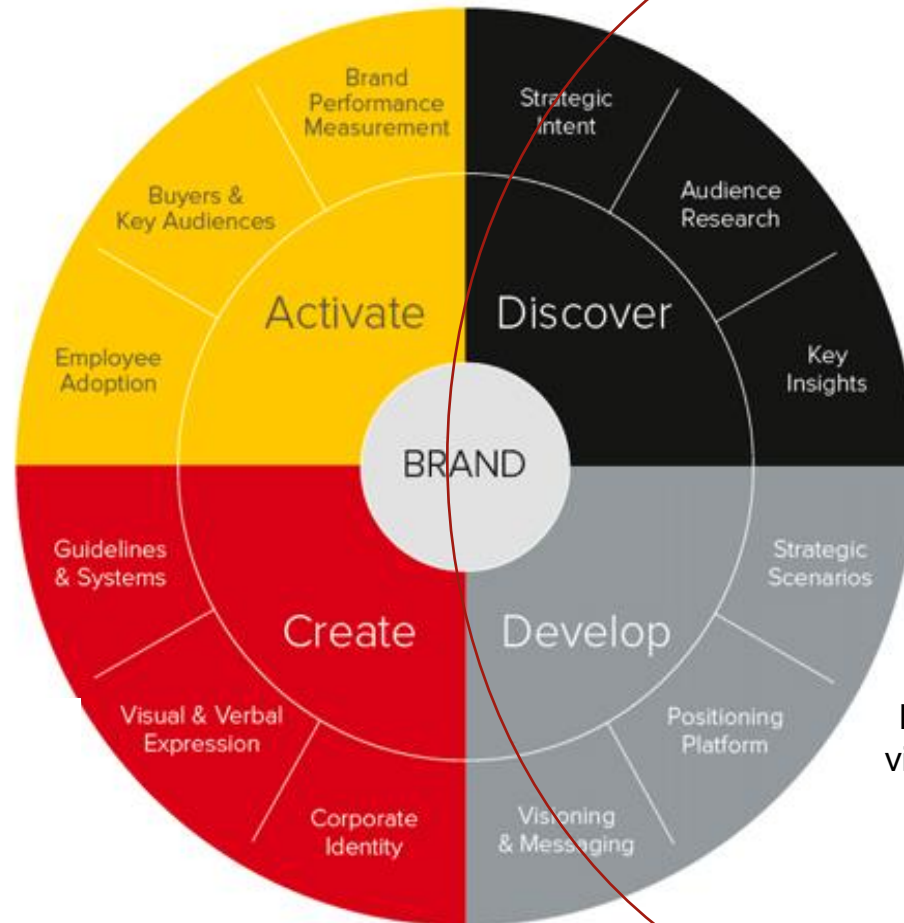 Brand
Performance
Measurement
Strategic
Intent
Buyers &
Key Audiences
Audience
Research
Activate
Discover
Employee
Adoption
Key
Insights
BRAND
Guidelines
& Systems
Strategic
Scenarios
Create
Develop
Visual & Verbal
Expression
Positioning
Platform
Corporate
Identity
Visioning
& Messaging